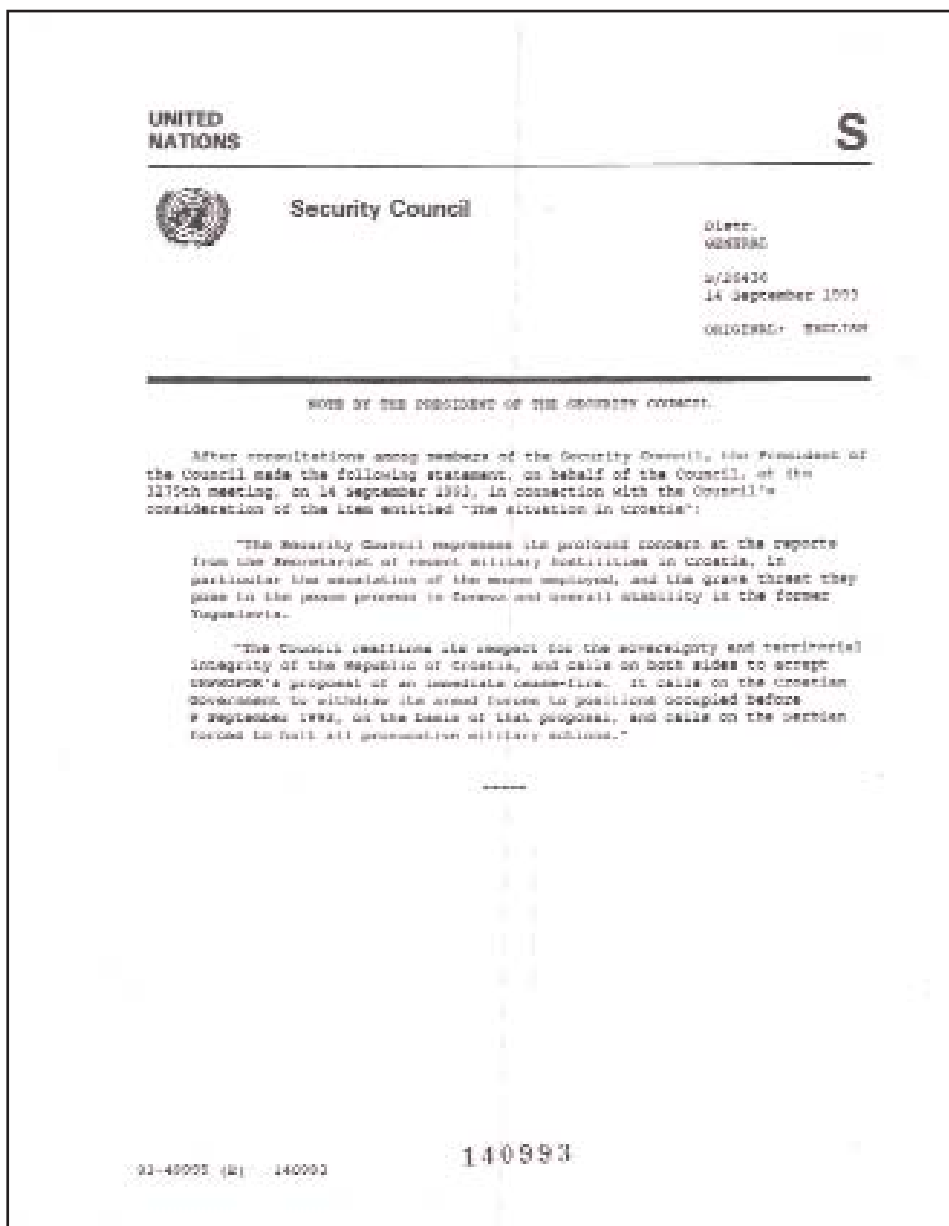 UNITED
NATIONS
S
Security Council
Distr.
GENERAL
14 September 1993
ORIGINAL: ENGLISH
NOTE BY THE PRESIDENT OF THE SECURITY COUNCIL
After consultations among members of the Security Council, the President of
the Council made the following statement, on behalf of the Council, at the
3275th meeting, on 14 September 1993, in connection with the Council's
consideration of the item entitled "The situation in Croatia":
"The Security Council expresses its profound concern at the reports
from the Secretariat of recent military hostilities in Croatia, in
particular the escalation of the means employed, and the grave threat they
pose to the peace process in Geneva and overall stability in the former
Yugoslavia.
"The Council reaffirms its respect for the sovereignty and territorial
integrity of the Republic of Croatia, and calls on both sides to accept
UNPROFOR's proposal of an immediate cease-fire. It calls on the Croatian
Government to withdraw its armed forces to positions occupied before
9 September 1993, on the basis of that proposal, and calls on the Serbian
forces to halt all provocative military actions."
-----
140993
(E) 140993